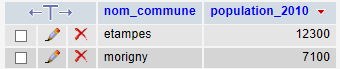 nom_commune population_2010
etampes 12300
morigny 7100